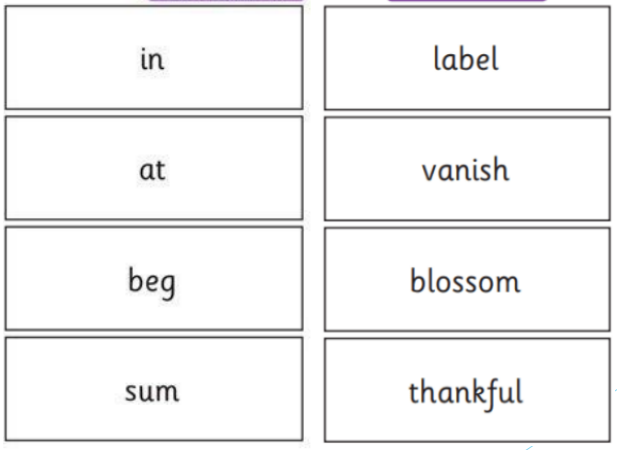 in
label
at
vanish
beg
blossom
sum
thankful